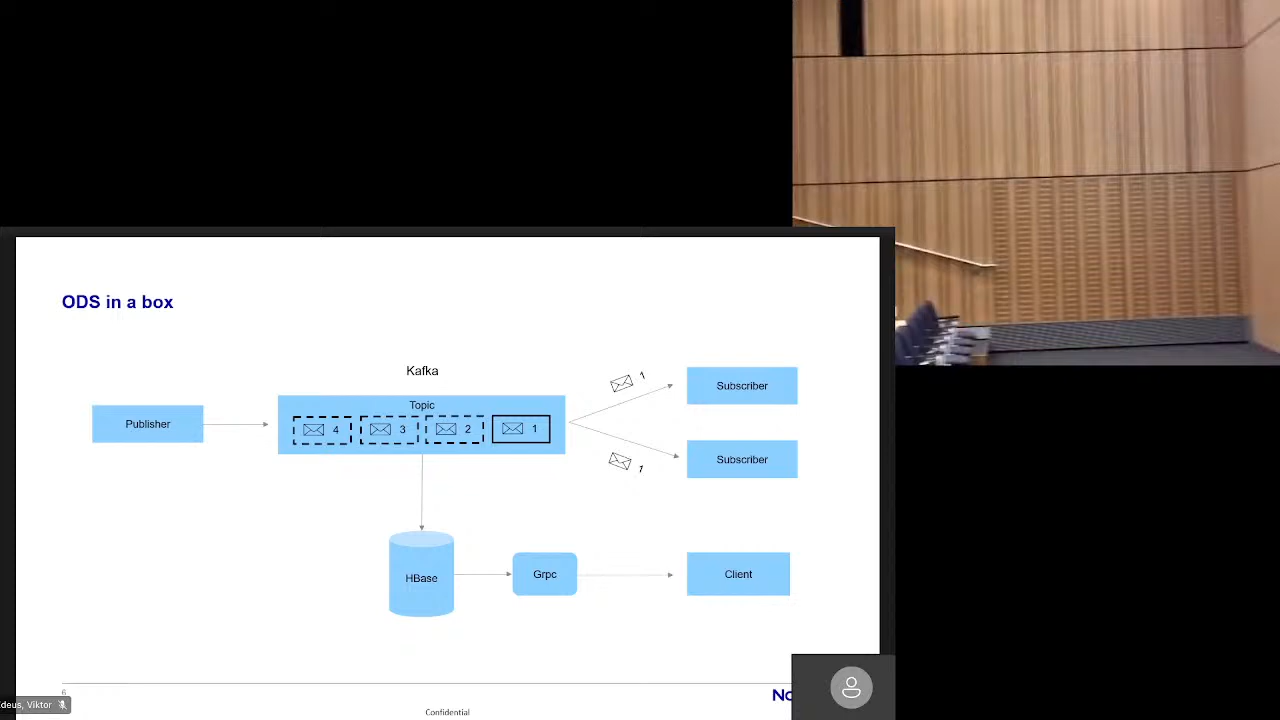 ODS in a box
Kafka
Topic
4
3
2
1
1
1
Publisher
Subscriber
Subscriber
HBase
Grpc
Client
6
deus, Viktor
Confidential